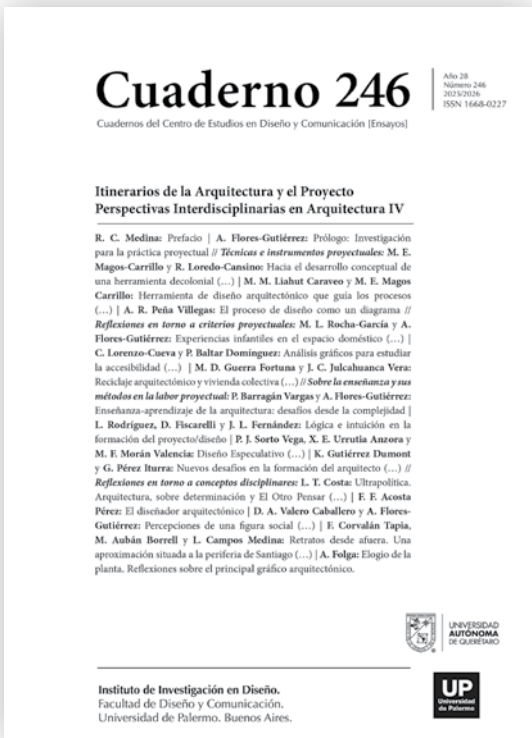 Cuaderno 246
Año 28
Número 246
2025/2026
ISSN 1668-0227
Cuadernos del Centro de Estudios en Diseño y Comunicación [Ensayos]
Itinerarios de la Arquitectura y el Proyecto
Perspectivas Interdisciplinarias en Arquitectura IV
R. C. Medina: Prefacio | A. Flores-Gutiérrez: Prólogo: Investigación
para la práctica proyectual // Técnicas e instrumentos proyectuales: M. E.
Magos-Carrillo y R. Loredo-Cansino: Hacia el desarrollo conceptual de
una herramienta decolonial (…) | M. M. Liahut Caraveo y M. E. Magos
Carrillo: Herramienta de diseño arquitectónico que guía los procesos
(…) | A. R. Peña Villegas: El proceso de diseño como un diagrama //
Reflexiones en torno a criterios proyectuales: M. L. Rocha-García y A.
Flores-Gutiérrez: Experiencias infantiles en el espacio doméstico (…) |
C. Lorenzo-Cueva y P. Baltar Domínguez: Análisis gráficos para estudiar
la accesibilidad (…) | M. D. Guerra Fortuna y J. C. Julcahuanca Vera:
Reciclaje arquitectónico y vivienda colectiva (…) // Sobre la enseñanza y sus
métodos en la labor proyectual: P. Barragán Vargas y A. Flores-Gutiérrez:
Enseñanza-aprendizaje de la arquitectura: desafíos desde la complejidad |
L. Rodríguez, D. Fiscarelli y J. L. Fernández: Lógica e intuición en la
formación del proyecto/diseño | P. J. Sorto Vega, X. E. Urrutia Anzora y
M. F. Morán Valencia: Diseño Especulativo (…) | K. Gutiérrez Dumont
y G. Pérez Iturra: Nuevos desafíos en la formación del arquitecto (…) //
Reflexiones en torno a conceptos disciplinares: L. T. Costa: Ultrapolítica.
Arquitectura, sobre determinación y El Otro Pensar (…) | F. F. Acosta
Pérez: El diseñador arquitectónico | D. A. Valero Caballero y A. Flores-
Gutiérrez: Percepciones de una figura social (…) | F. Corvalán Tapia,
M. Aubán Borrell y L. Campos Medina: Retratos desde afuera. Una
aproximación situada a la periferia de Santiago (…) | A. Folga: Elogio de la
planta. Reflexiones sobre el principal gráfico arquitectónico.
UNIVERSIDAD
AUTÓNOMA
DE QUERÉTARO
Instituto de Investigación en Diseño.
Facultad de Diseño y Comunicación.
Universidad de Palermo. Buenos Aires.
UP
Universidad
de Palermo